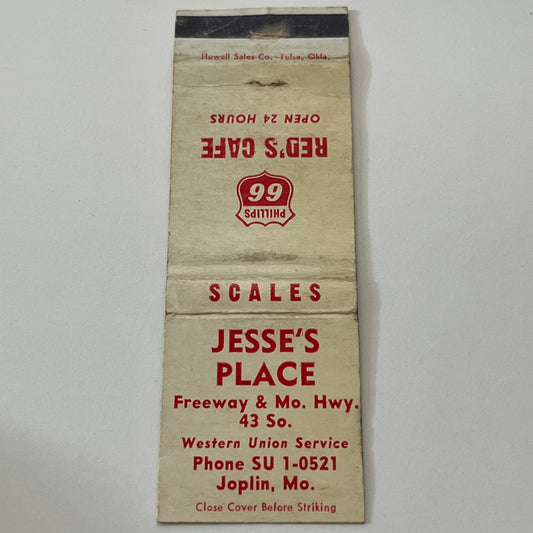 Howell Sales Co. - Tulsa, Okla.
OPEN 24 HOURS
RED'S CAFE
66
PHILLIPS
SCALES
JESSE'S
PLACE
Freeway & Mo. Hwy.
43 So.
Western Union Service
Phone SU 1-0521
Joplin, Mo.
Close Cover Before Striking